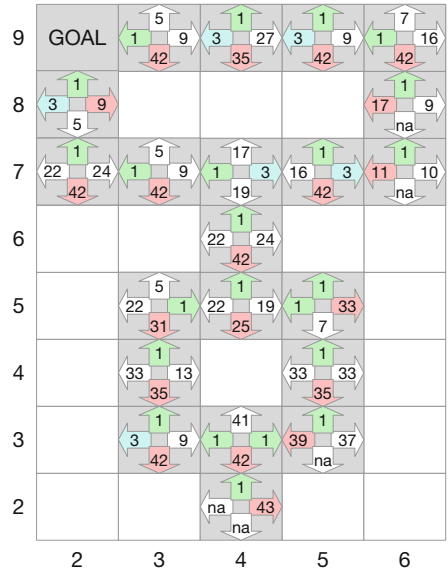 9 GOAL 5 1 9 42 1 3 27 35 1 3 9 42 7 1 16 42
8 1 3 9 5 1 17 9 na
7 1 22 24 42 5 1 9 42 17 1 3 19 1 16 3 42 1 11 10 na
6 1 22 24 42
5 5 22 1 31 1 22 19 25 1 1 33 7
4 1 33 13 35 1 33 33 35
3 1 3 9 42 41 1 1 42 1 39 37 na
2 1 na 43 na
2 3 4 5 6